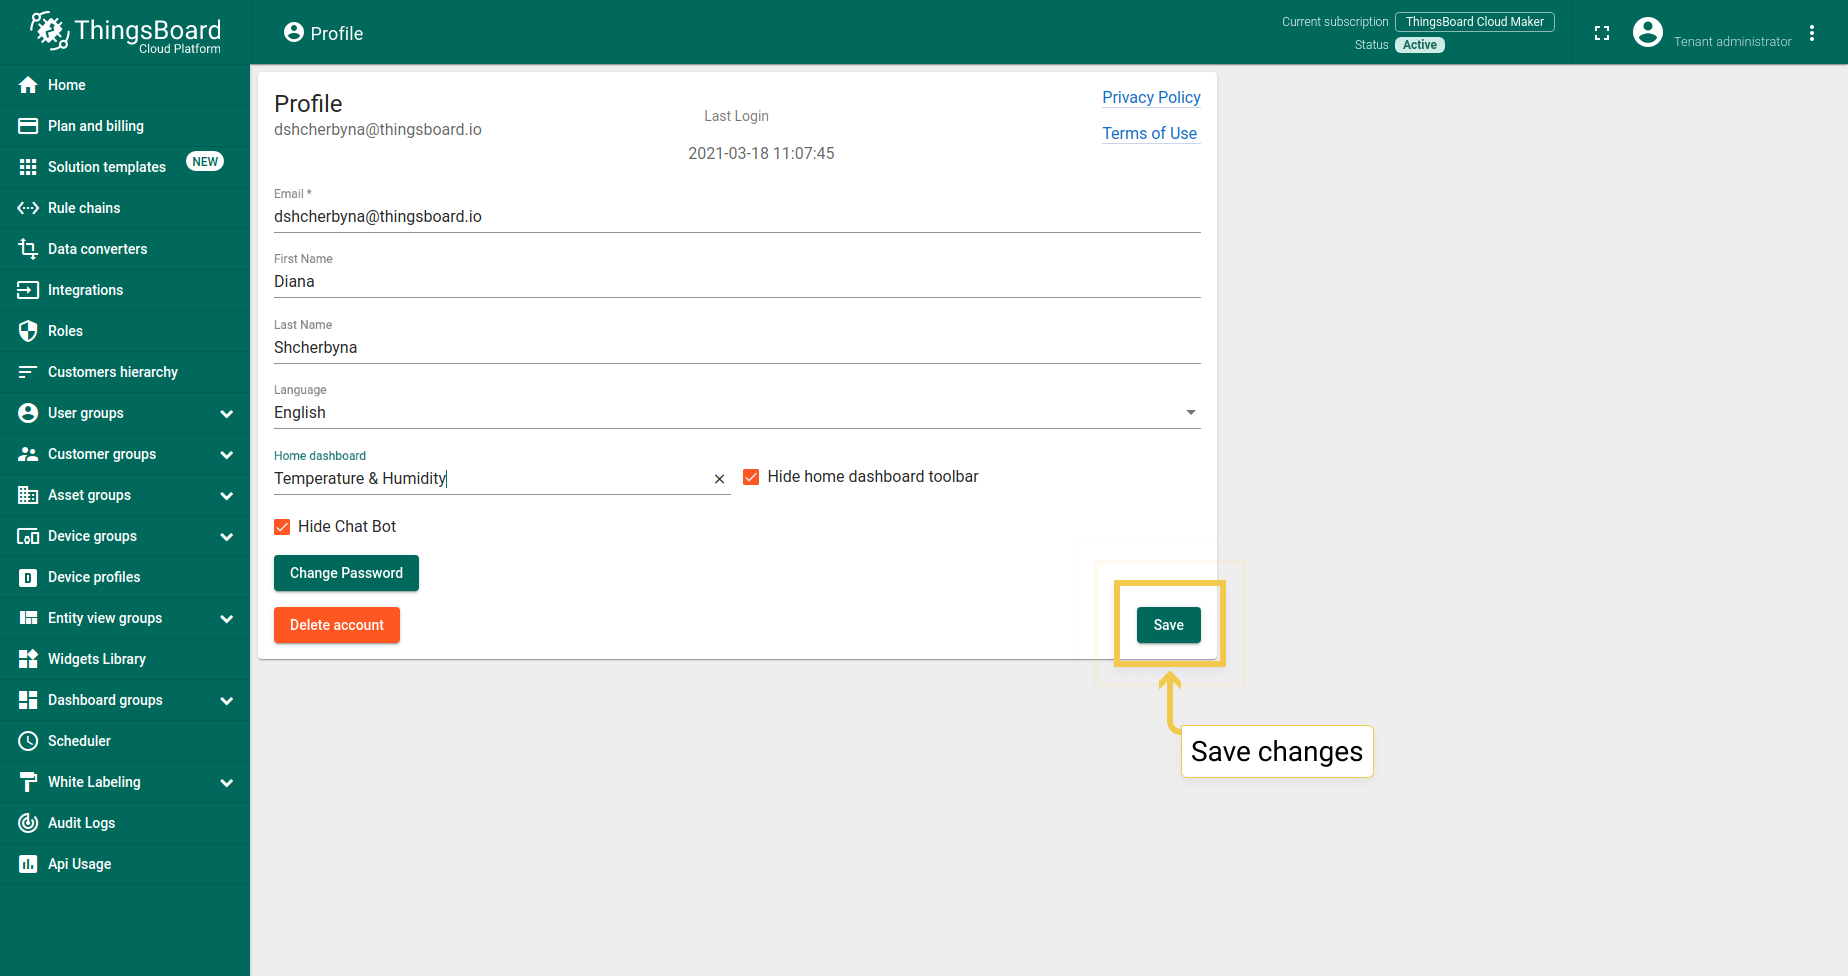 ThingsBoard
Cloud Platform
Profile
Current subscription ThingsBoard Cloud Maker
Status Active
Tenant administrator
Home
Plan and billing
Solution templates NEW
Rule chains
Data converters
Integrations
Roles
Customers hierarchy
User groups
Customer groups
Asset groups
Device groups
Device profiles
Entity view groups
Widgets Library
Dashboard groups
Scheduler
White Labeling
Audit Logs
Api Usage
Profile
dshcherbyna@thingsboard.io
Last Login
2021-03-18 11:07:45
Privacy Policy
Terms of Use
Email *
dshcherbyna@thingsboard.io
First Name
Diana
Last Name
Shcherbyna
Language
English
Home dashboard
Temperature & Humidity
Hide home dashboard toolbar
Hide Chat Bot
Change Password
Delete account
Save
Save changes